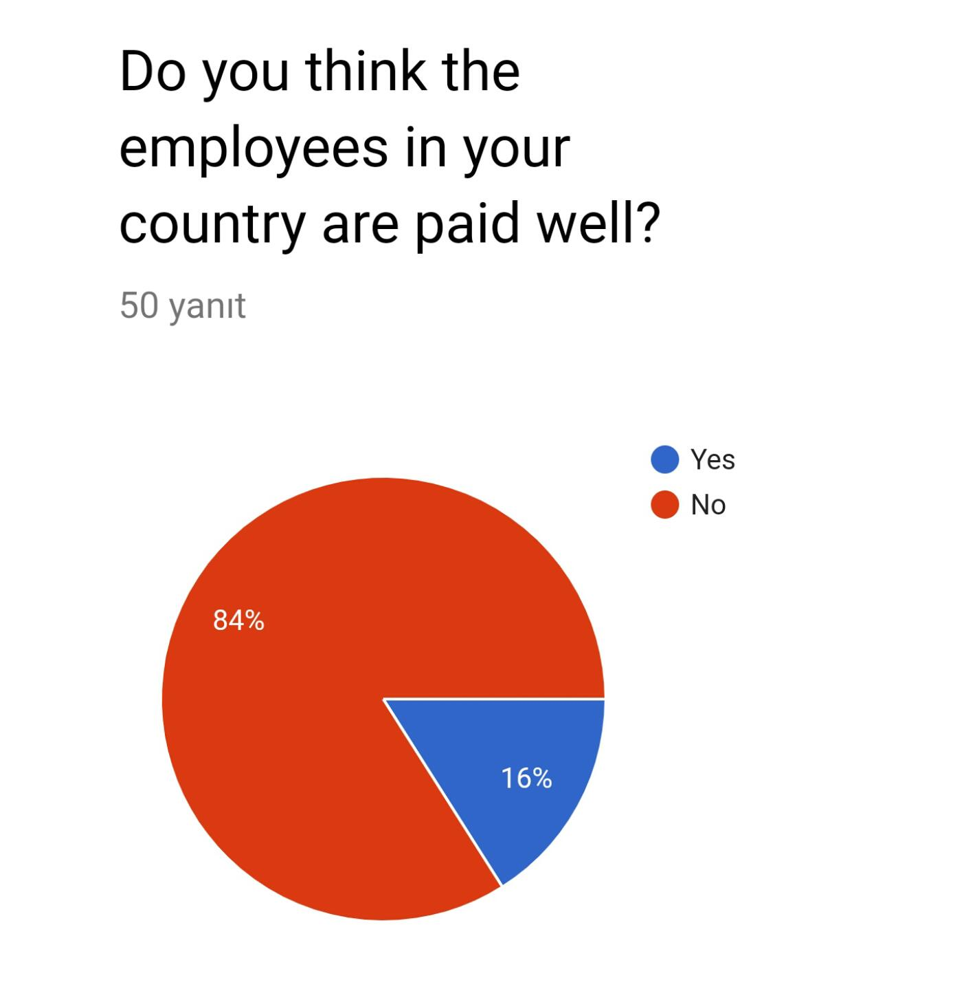 Do you think the
employees in your
country are paid well?
50 yanıt
Yes
No
84%
16%